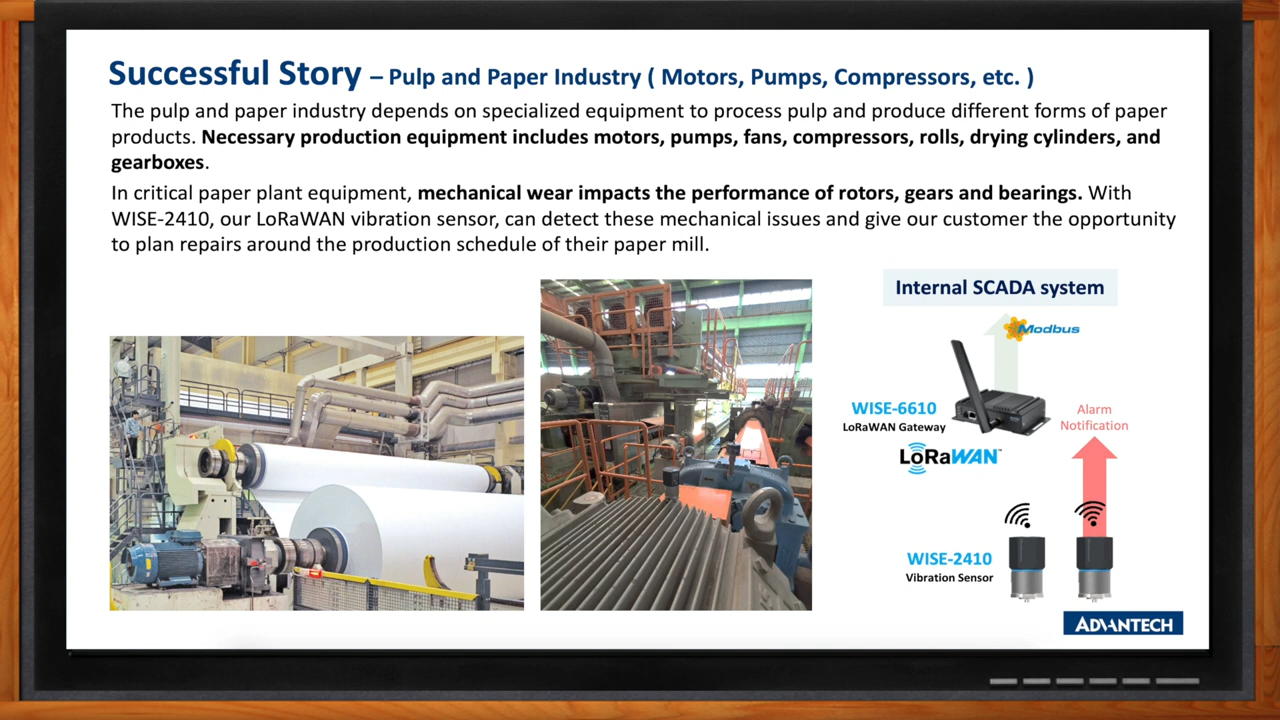 Successful Story – Pulp and Paper Industry ( Motors, Pumps, Compressors, etc. )
The pulp and paper industry depends on specialized equipment to process pulp and produce different forms of paper
products. Necessary production equipment includes motors, pumps, fans, compressors, rolls, drying cylinders, and
gearboxes.
In critical paper plant equipment, mechanical wear impacts the performance of rotors, gears and bearings. With
WISE-2410, our LoRaWAN vibration sensor, can detect these mechanical issues and give our customer the opportunity
to plan repairs around the production schedule of their paper mill.
Internal SCADA system
Modbus
WISE-6610
LoRaWAN Gateway
Alarm
Notification
LoRaWAN™
WISE-2410
Vibration Sensor
ADVANTECH